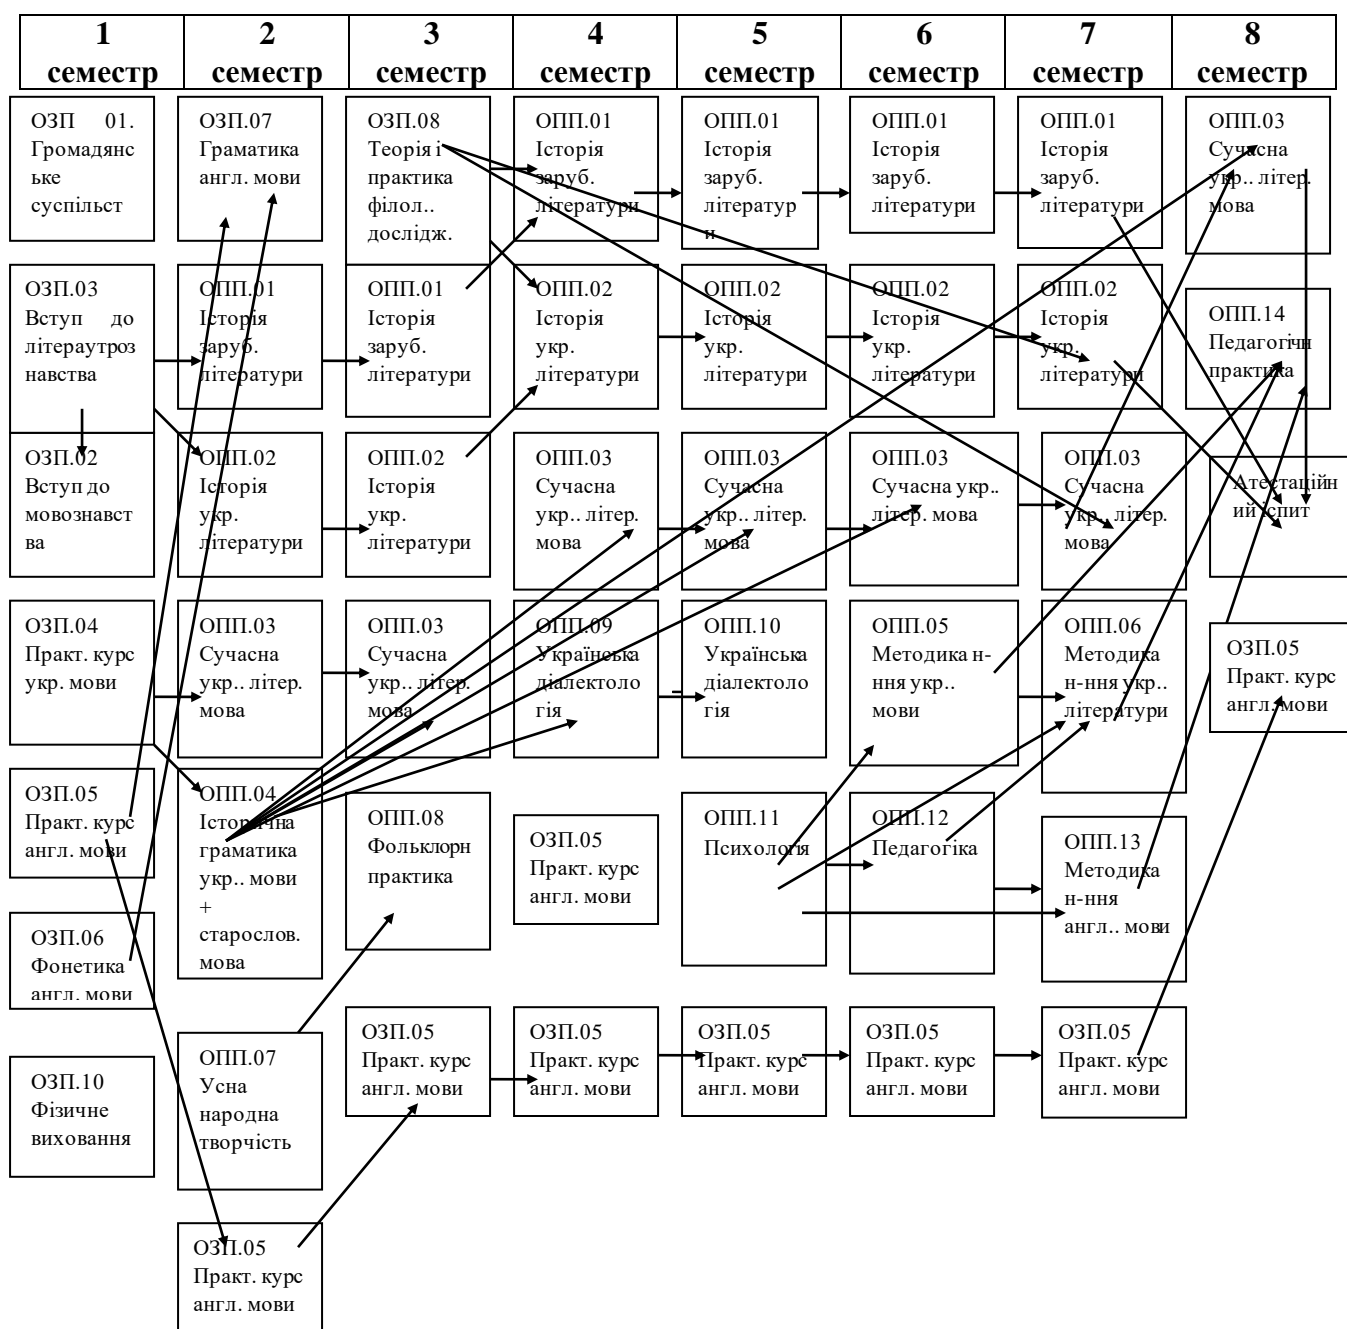 1
семестр
2
семестр
3
семестр
4
семестр
5
семестр
6
семестр
7
семестр
8
семестр
ОЗП 01.
Громадянс
ьке
суспільст
ОЗП.03
Вступ до
літераутроз
навства
ОЗП.02
Вступ до
мовознавст
ва
ОЗП.04
Практ. курс
укр. мови
ОЗП.05
Практ. курс
англ. мови
ОЗП.06
Фонетика
англ. мови
ОЗП.10
Фізичне
виховання
ОЗП.07
Граматика
англ. мови
ОПП.01
Історія
заруб.
літератури
ОПП.02
Історія
укр.
літератури
ОПП.03
Сучасна
укр.. літер.
мова
ОПП.04
Історична
граматика
укр.. мови
+
старослов.
мова
ОПП.07
Усна
народна
творчість
ОЗП.05
Практ. курс
англ. мови
ОЗП.08
Теорія і
практика
філол..
дослідж.
ОПП.01
Історія
заруб.
літератури
ОПП.02
Історія
укр.
літератури
ОПП.03
Сучасна
укр.. літер.
мова
ОПП.08
Фольклорн
практика
ОЗП.05
Практ. курс
англ. мови
ОПП.01
Історія
заруб.
літератури
ОПП.02
Історія
укр.
літератури
ОПП.03
Сучасна
укр.. літер.
мова
ОПП.09
Українська
діалектоло
гія
ОЗП.05
Практ. курс
англ. мови
ОЗП.05
Практ. курс
англ. мови
ОПП.01
Історія
заруб.
літератур
и
ОПП.02
Історія
укр.
літератури
ОПП.03
Сучасна
укр.. літер.
мова
ОПП.10
Українська
діалектоло
гія
ОПП.11
Психологія
ОЗП.05
Практ. курс
англ. мови
ОПП.01
Історія
заруб.
літератури
ОПП.02
Історія
укр.
літератури
ОПП.03
Сучасна укр..
літер. мова
ОПП.05
Методика н-
ння укр..
мови
ОПП.12
Педагогіка
ОЗП.05
Практ. курс
англ. мови
ОПП.01
Історія
заруб.
літератури
ОПП.02
Історія
укр.
літератури
ОПП.03
Сучасна
укр.. літер.
мова
ОПП.06
Методика
н-ння укр..
літератури
ОПП.13
Методика
н-ння
англ.. мови
ОЗП.05
Практ. курс
англ. мови
ОПП.03
Сучасна
укр.. літер.
мова
ОПП.14
Педагогічн
практика
Атестаційн
ий іспит
ОЗП.05
Практ. курс
англ. мови